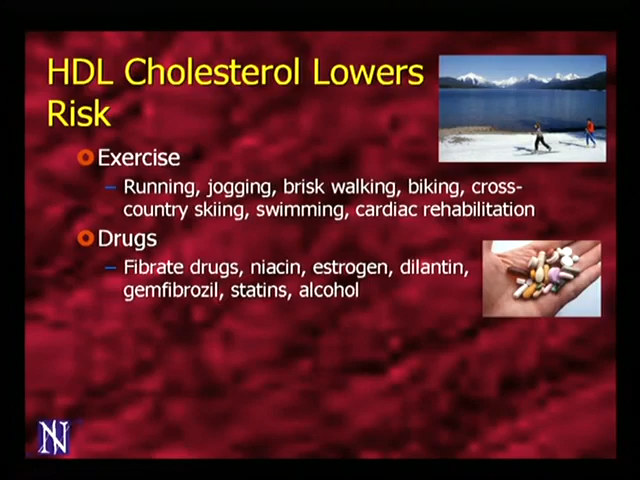 HDL Cholesterol Lowers
Risk
Exercise
– Running, jogging, brisk walking, biking, cross-
country skiing, swimming, cardiac rehabilitation
Drugs
– Fibrate drugs, niacin, estrogen, dilantin,
gemfibrozil, statins, alcohol
N